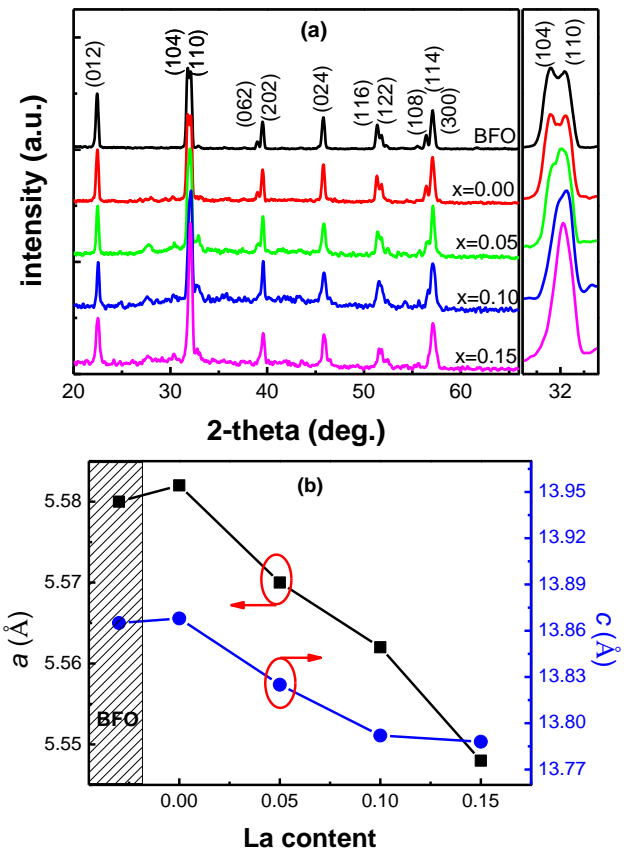 (a)
(012)
(104)
(110)
(062)
(202)
(024)
(116)
(122)
(108)
(114)
(300)
(104)
(110)
BFO
x=0.00
x=0.05
x=0.10
x=0.15
intensity (a.u.)
20 30 40 50 60 32
2-theta (deg.)
(b)
5.58
5.57
5.56
5.55
a (Å)
13.95
13.92
13.89
13.86
13.83
13.80
13.77
c (Å)
BFO
0.00 0.05 0.10 0.15
La content